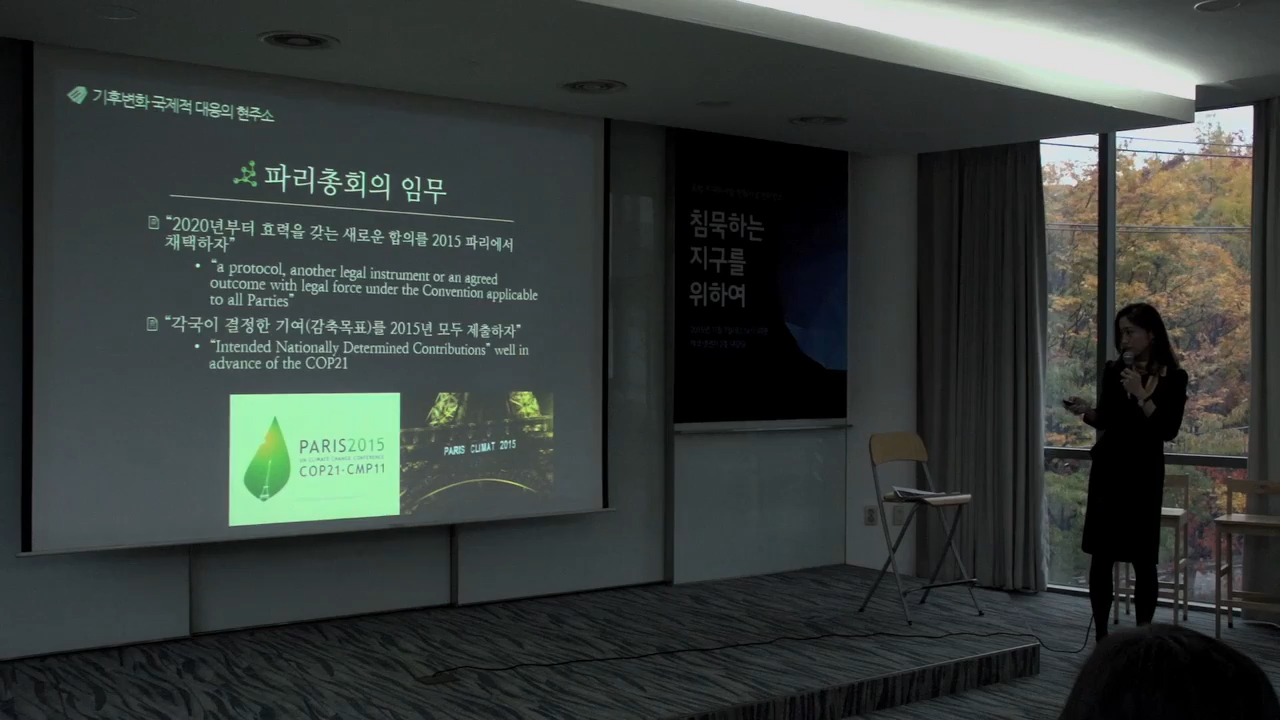 기후변화 국제적 대응의 현주소
파리총회의 임무
“2020년부터 효력을 갖는 새로운 합의를 2015 파리에서
채택하자”
• “a protocol, another legal instrument or an agreed
outcome with legal force under the Convention applicable
to all Parties”
“각국이 결정한 기여(감축목표)를 2015년 모두 제출하자”
• “Intended Nationally Determined Contributions” well in
advance of the COP21
PARIS2015
UN CLIMATE CHANGE CONFERENCE
COP21·CMP11
PARIS CLIMAT 2015
침묵하는
지구를
위하여